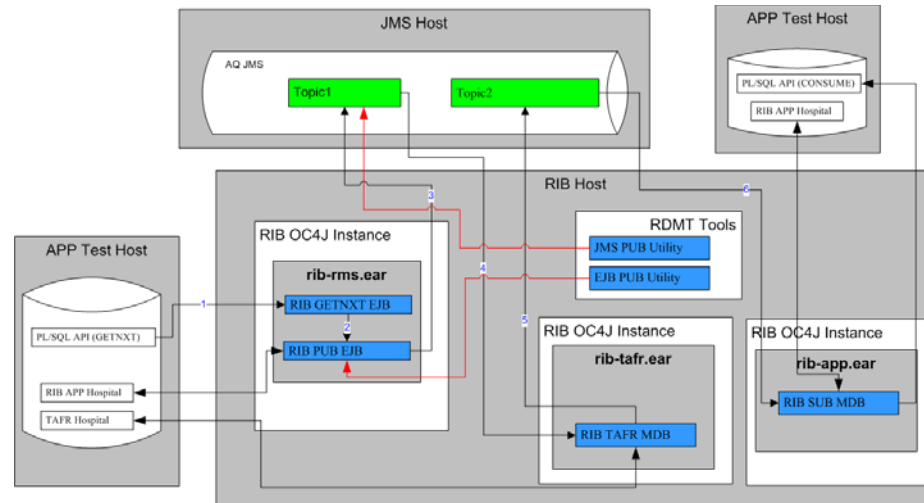 JMS Host
AQ JMS
Topic1
Topic2
APP Test Host
PL/SQL API (CONSUME)
RIB APP Hospital
RIB Host
6
3
RIB OC4J Instance
rib-rms.ear
RIB GETNXT EJB
2
RIB PUB EJB
RDMT Tools
JMS PUB Utility
EJB PUB Utility
4
5
APP Test Host
1
PL/SQL API (GETNXT)
RIB APP Hospital
TAFR Hospital
RIB OC4J Instance
rib-tafr.ear
RIB TAFR MDB
RIB OC4J Instance
rib-app.ear
RIB SUB MDB